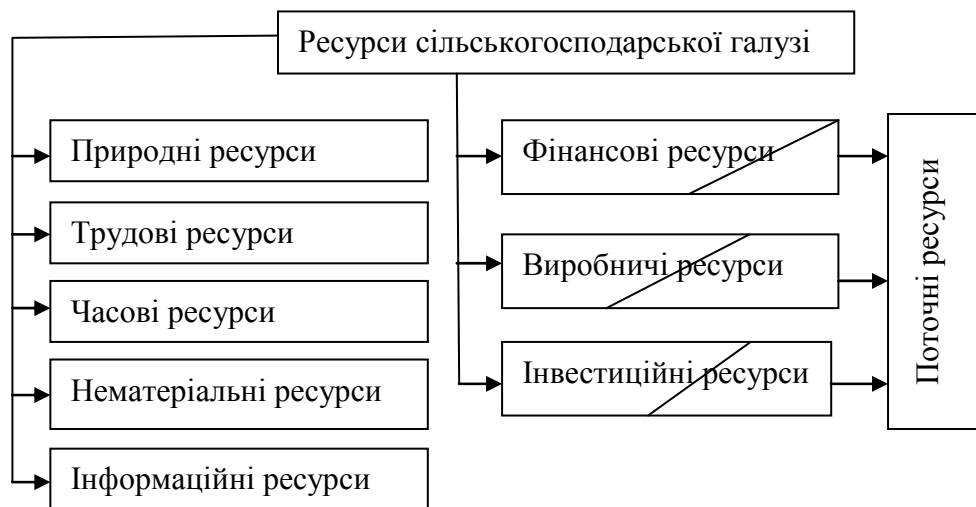 Ресурси сільськогосподарської галузі
Природні ресурси
Трудові ресурси
Часові ресурси
Нематеріальні ресурси
Інформаційні ресурси
Фінансові ресурси
Виробничі ресурси
Інвестиційні ресурси
Поточні ресурси